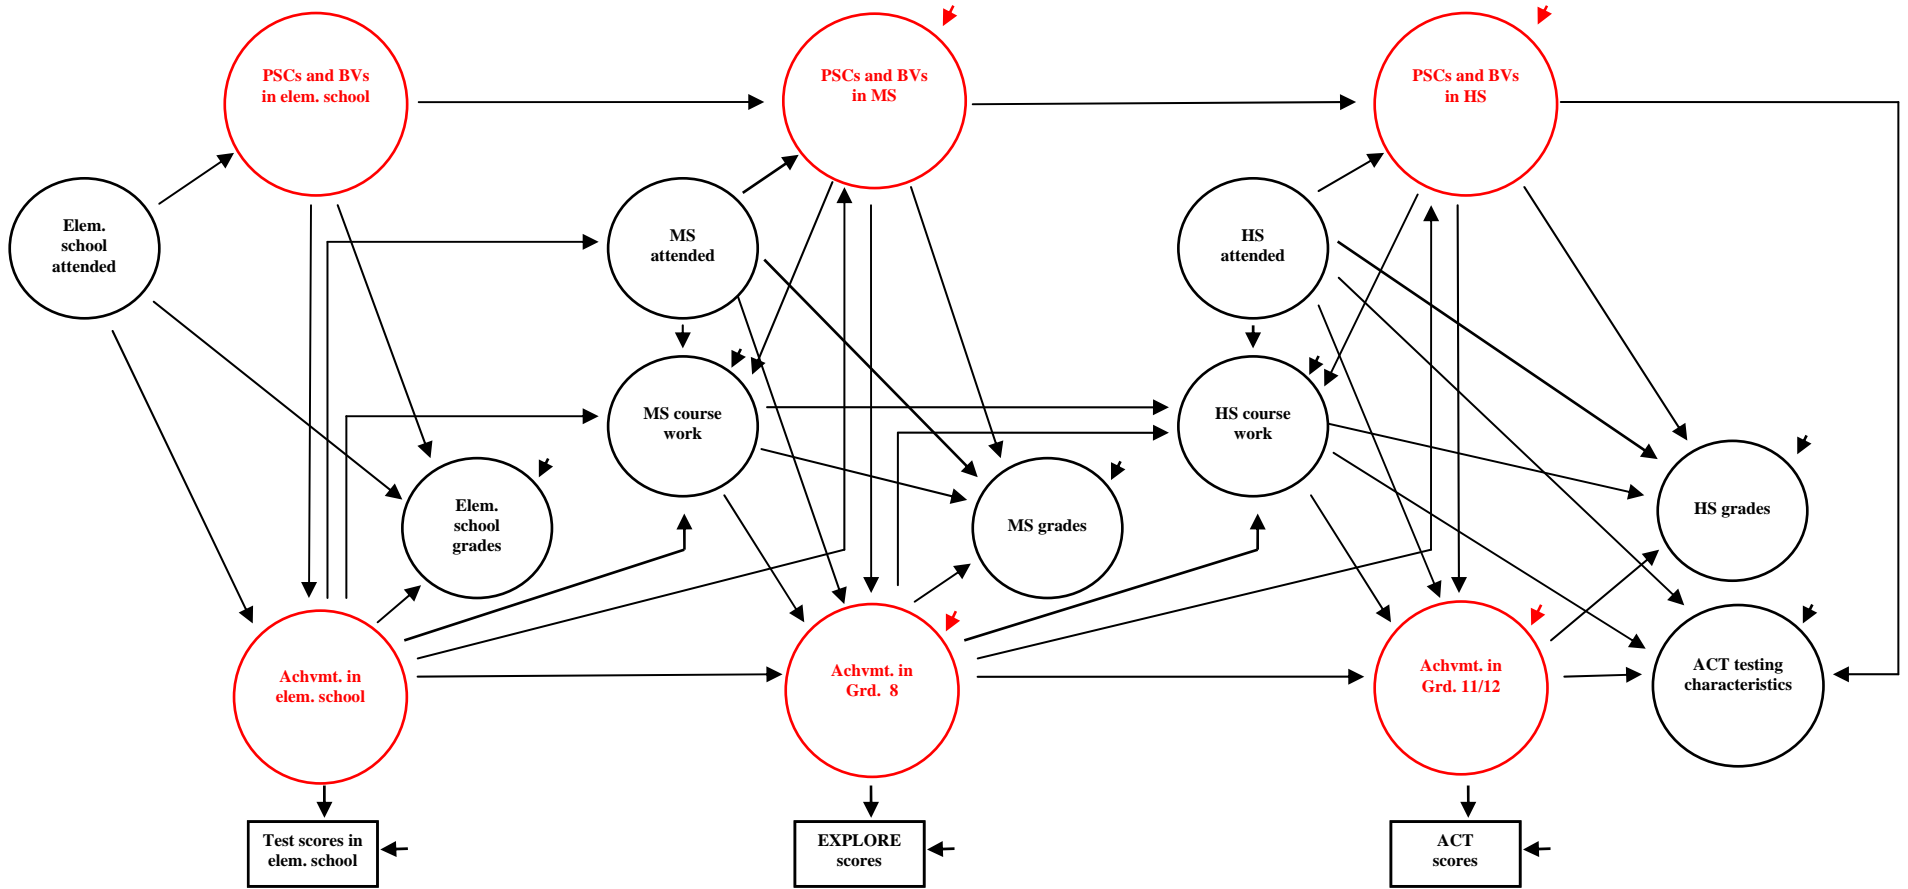 PSCs and BVs
in elem. school
PSCs and BVs
in MS
PSCs and BVs
in HS
Elem.
school
attended
MS
attended
HS
attended
MS course
work
HS course
work
Elem.
school
grades
MS grades
HS grades
Achvmt. in
elem. school
Achvmt. in
Grd. 8
Achvmt. in
Grd. 11/12
ACT testing
characteristics
Test scores in
elem. school
EXPLORE
scores
ACT
scores